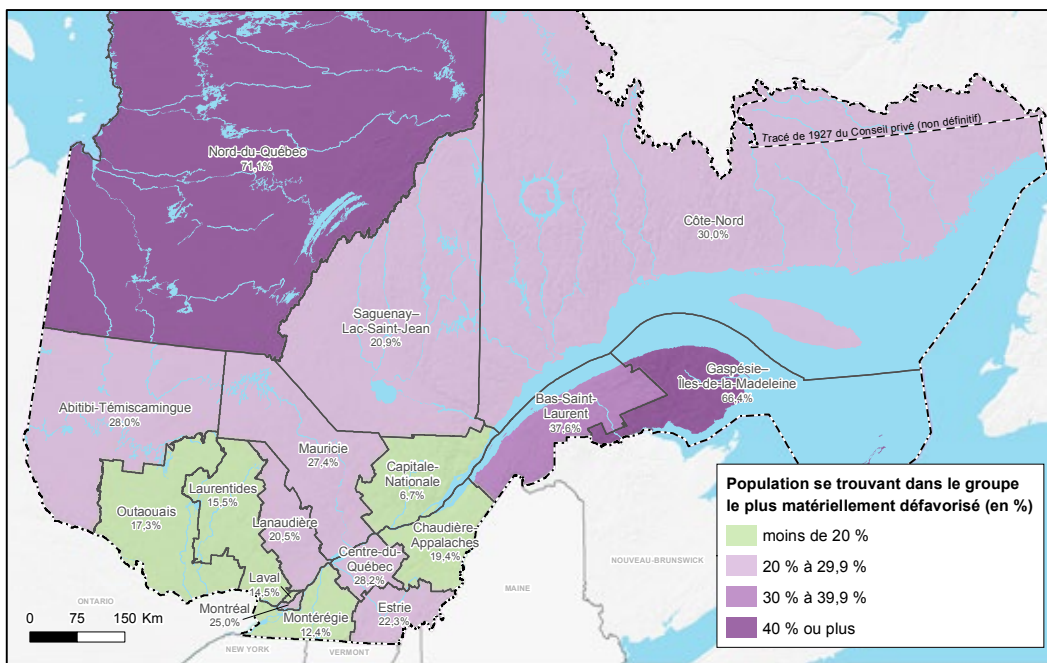 Tracé de 1927 du Conseil privé (non définitif)
Nord-du-Québec
71,1%
Côte-Nord
30,0%
Saguenay–
Lac-Saint-Jean
20,9%
Gaspésie–
Îles-de-la-Madeleine
66,4%
Abitibi-Témiscamingue
28,0%
Bas-Saint-
Laurent
37,6%
Mauricie
27,4%
Capitale-
Nationale
6,7%
Laurentides
15,5%
Outaouais
17,3%
Lanaudière
20,5%
Chaudière-
Appalaches
19,4%
Centre-du-
Québec
28,2%
Laval
14,5%
Montréal
25,0%
Montérégie
12,4%
Estrie
22,3%
ONTARIO
NEW YORK
VERMONT
MAINE
NOUVEAU-BRUNSWICK
0 75 150 Km
Population se trouvant dans le groupe
le plus matériellement défavorisé (en %)
moins de 20 %
20 % à 29,9 %
30 % à 39,9 %
40 % ou plus